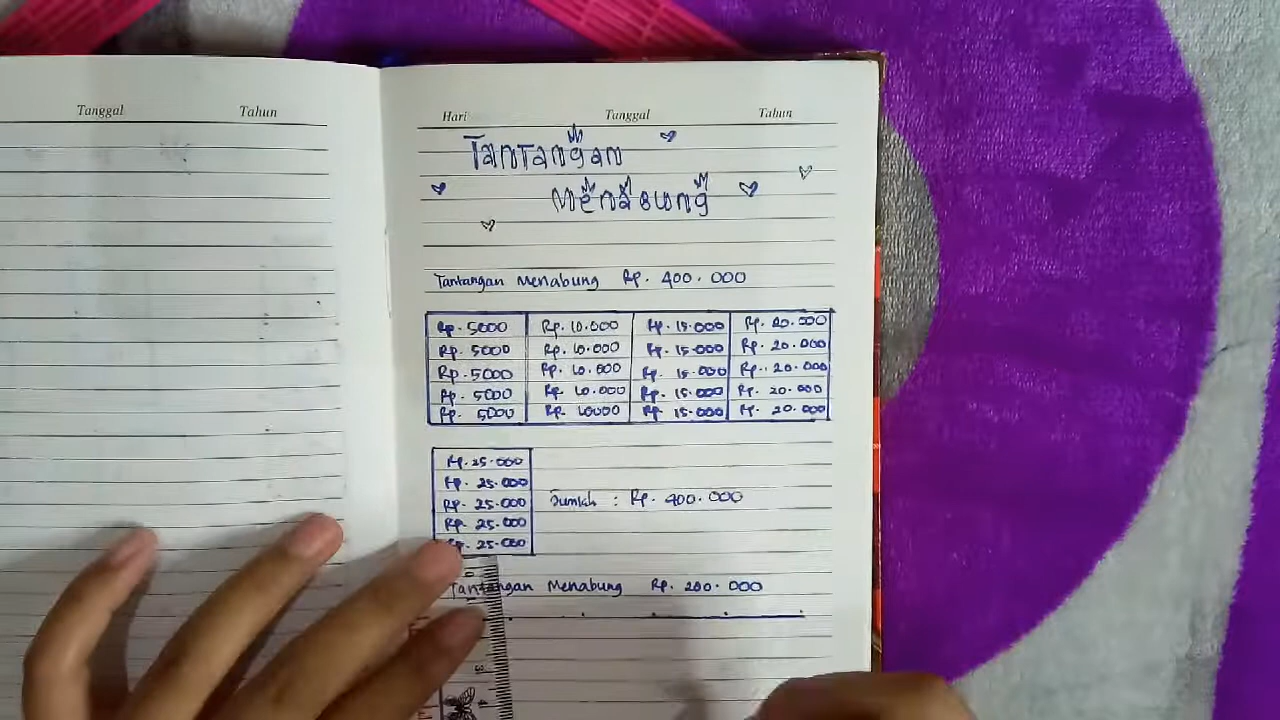 Tanggal Tahun
Hari Tanggal Tahun
Tantangan
Menabung
Tantangan Menabung Rp. 400.000
Rp. 5000 Rp. 10.000 Rp. 15.000 Rp. 20.000
Rp. 5000 Rp. 10.000 Rp. 15.000 Rp. 20.000
Rp. 5000 Rp. 10.000 Rp. 15.000 Rp. 20.000
Rp. 5000 Rp. 10.000 Rp. 15.000 Rp. 20.000
Rp. 5000 Rp. 10000 Rp. 15.000 Rp. 20.000
Rp. 25.000
Rp. 25.000
Rp. 25.000
Rp. 25.000
Rp. 25.000
Jumlah : Rp. 400.000
Tantangan Menabung Rp. 200.000